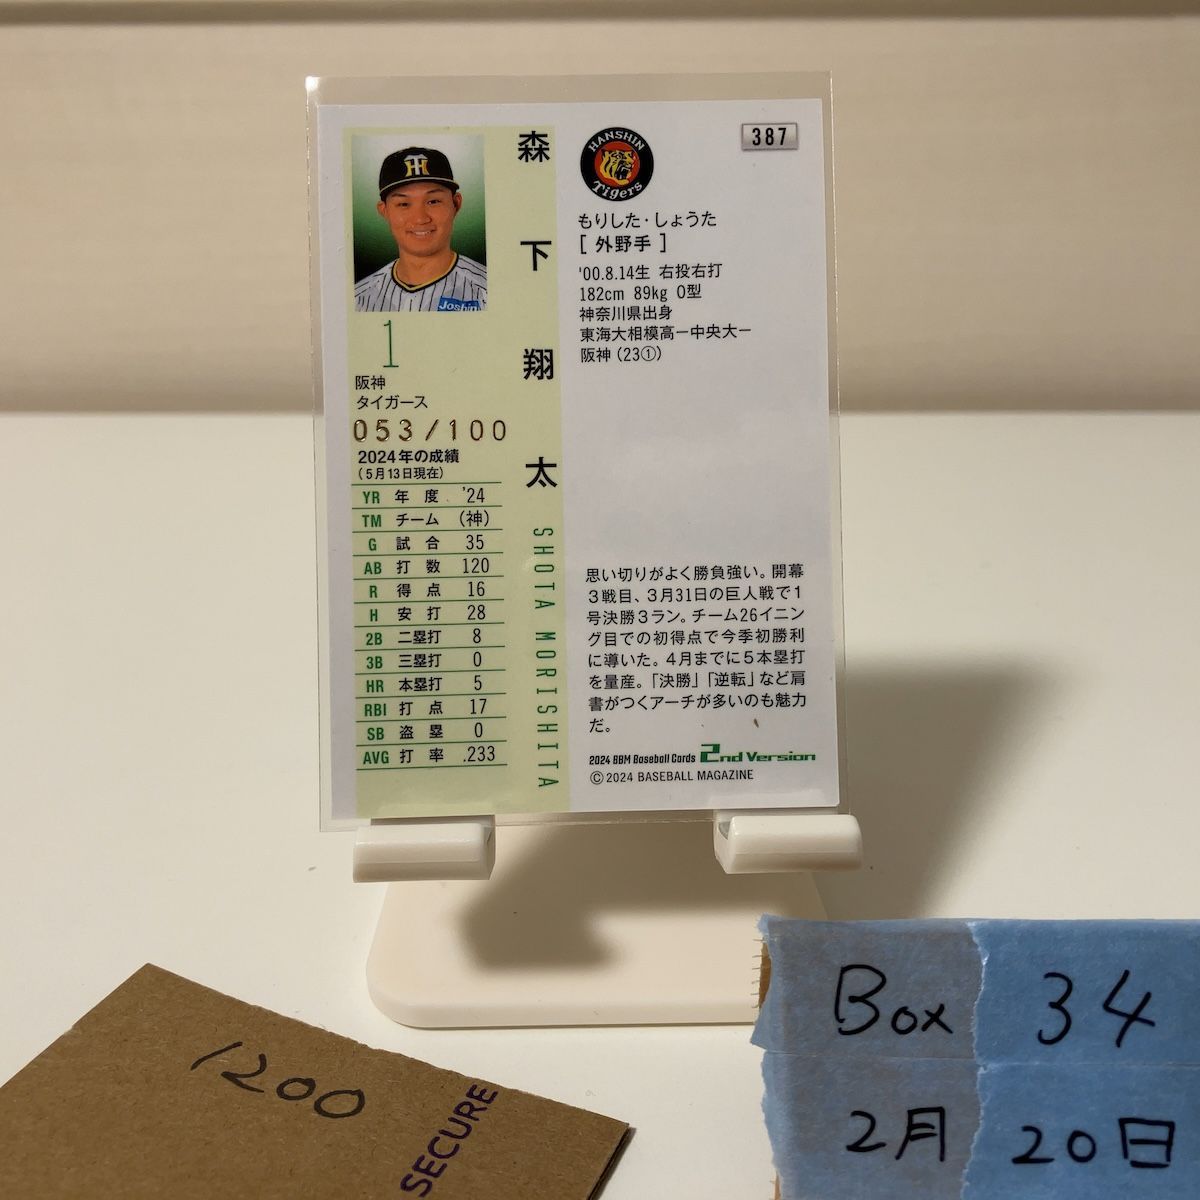 387
HANSHIN
Tigers
森下翔太
SHOTA MORISHITA
Joshin
1
阪神
タイガース
053/100
2024年の成績
(5月13日現在)
YR 年度 '24
TM チーム (神)
G 試合 35
AB 打数 120
R 得点 16
H 安打 28
2B 二塁打 8
3B 三塁打 0
HR 本塁打 5
RBI 打点 17
SB 盗塁 0
AVG 打率 .233
もりした・しょうた
[ 外野手 ]
'00.8.14生 右投右打
182cm 89kg O型
神奈川県出身
東海大相模高ー中央大ー
阪神(23①)
思い切りがよく勝負強い。開幕
3戦目、3月31日の巨人戦で1
号決勝3ラン。チーム26イニン
グ目での初得点で今季初勝利
に導いた。4月までに5本塁打
を量産。「決勝」「逆転」など肩
書がつくアーチが多いのも魅力
だ。
2024 BBM Baseball Cards 2nd Version
©2024 BASEBALL MAGAZINE
1200
SECURE
Box 34
2月 20日